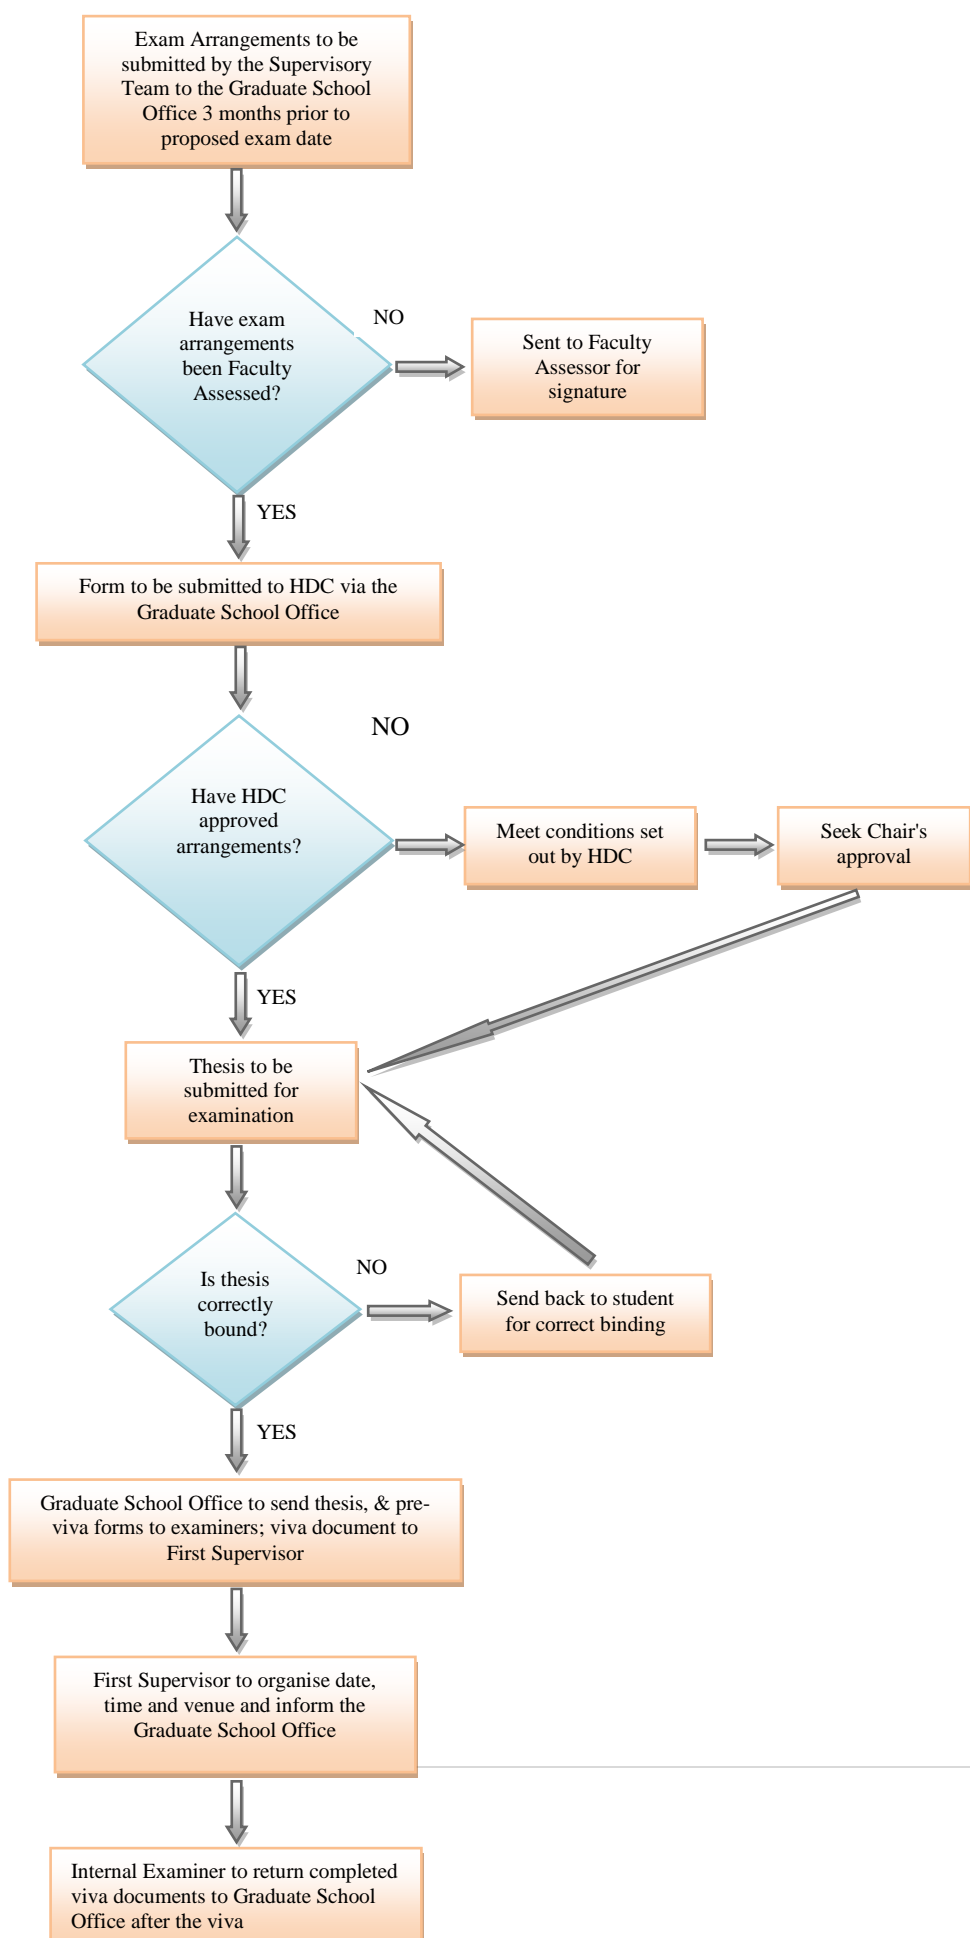 Exam Arrangements to be
submitted by the Supervisory
Team to the Graduate School
Office 3 months prior to
proposed exam date
Have exam
arrangements
been Faculty
Assessed?
NO
Sent to Faculty
Assessor for
signature
YES
Form to be submitted to HDC via the
Graduate School Office
NO
Have HDC
approved
arrangements?
Meet conditions set
out by HDC
Seek Chair's
approval
YES
Thesis to be
submitted for
examination
Is thesis
correctly
bound?
NO
Send back to student
for correct binding
YES
Graduate School Office to send thesis, & pre-
viva forms to examiners; viva document to
First Supervisor
First Supervisor to organise date,
time and venue and inform the
Graduate School Office
Internal Examiner to return completed
viva documents to Graduate School
Office after the viva